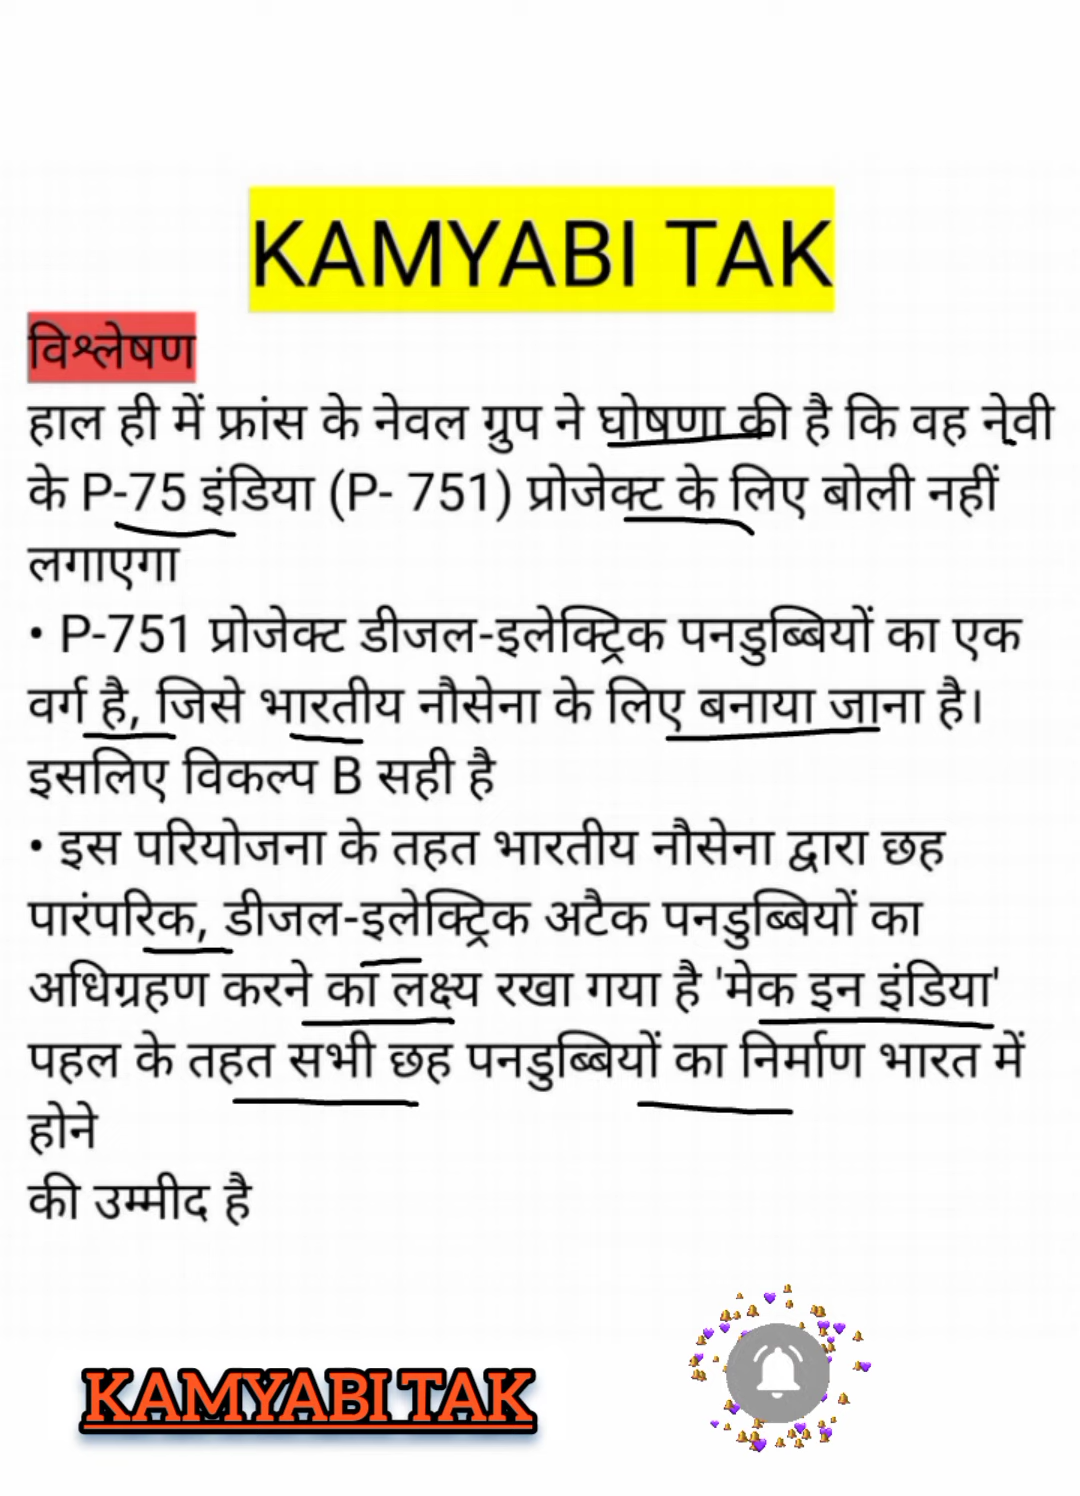 KAMYABI TAK
विश्लेषण
हाल ही में फ्रांस के नेवल ग्रुप ने घोषणा की है कि वह नेवी
के P-75 इंडिया (P- 751) प्रोजेक्ट के लिए बोली नहीं
लगाएगा
• P-751 प्रोजेक्ट डीजल-इलेक्ट्रिक पनडुब्बियों का एक
वर्ग है, जिसे भारतीय नौसेना के लिए बनाया जाना है।
इसलिए विकल्प B सही है
• इस परियोजना के तहत भारतीय नौसेना द्वारा छह
पारंपरिक, डीजल-इलेक्ट्रिक अटैक पनडुब्बियों का
अधिग्रहण करने का लक्ष्य रखा गया है 'मेक इन इंडिया'
पहल के तहत सभी छह पनडुब्बियों का निर्माण भारत में
होने
की उम्मीद है
KAMYABI TAK